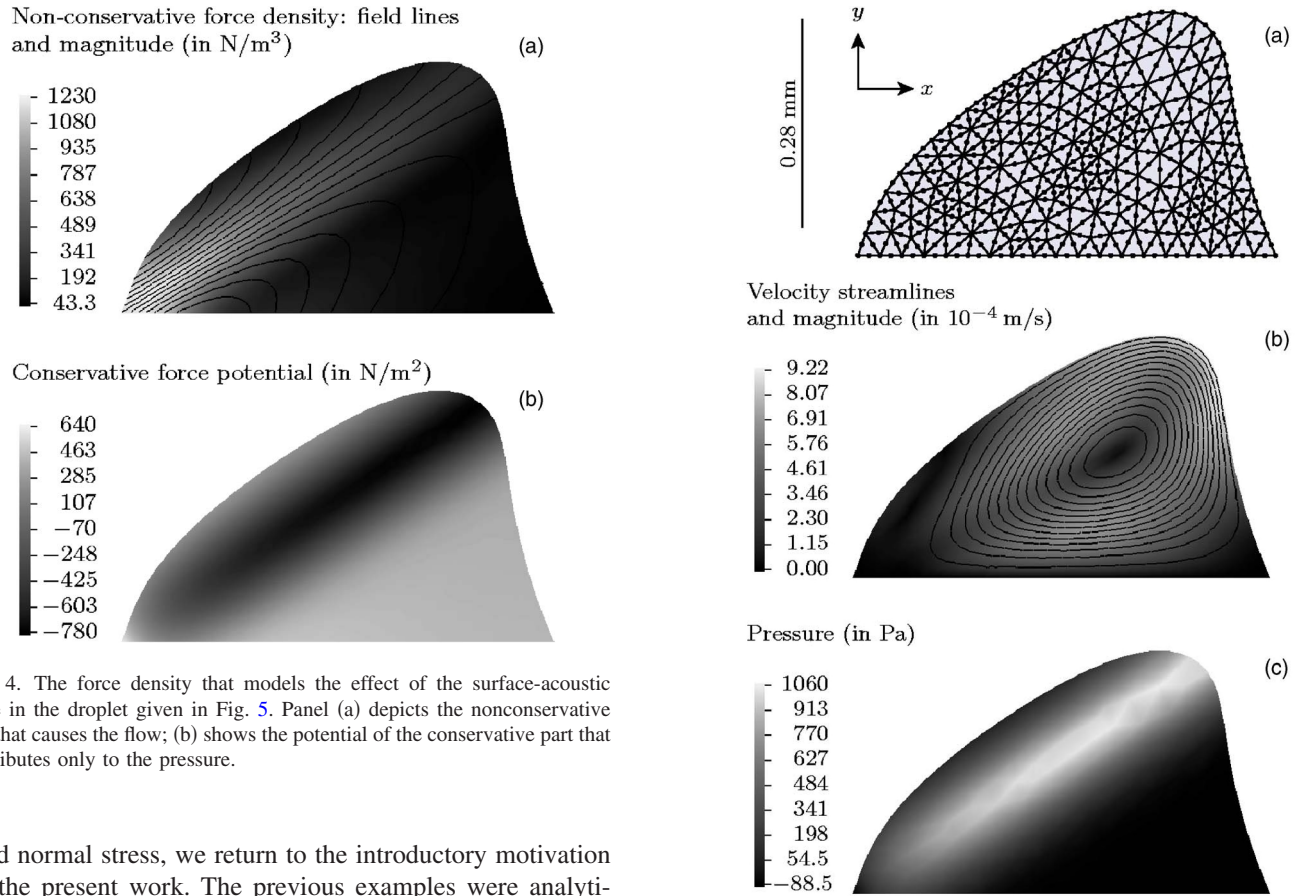 Non-conservative force density: field lines
and magnitude (in N/m³)
(a)
1230
1080
935
787
638
489
341
192
43.3
Conservative force potential (in N/m²)
(b)
640
463
285
107
−70
−248
−425
−603
−780
4. The force density that models the effect of the surface-acoustic
in the droplet given in Fig. 5. Panel (a) depicts the nonconservative
hat causes the flow; (b) shows the potential of the conservative part that
ributes only to the pressure.
d normal stress, we return to the introductory motivation
the present work. The previous examples were analyti-
(a)
y
x
0.28 mm
Velocity streamlines
and magnitude (in 10⁻⁴ m/s)
(b)
9.22
8.07
6.91
5.76
4.61
3.46
2.30
1.15
0.00
Pressure (in Pa)
(c)
1060
913
770
627
484
341
198
54.5
−88.5